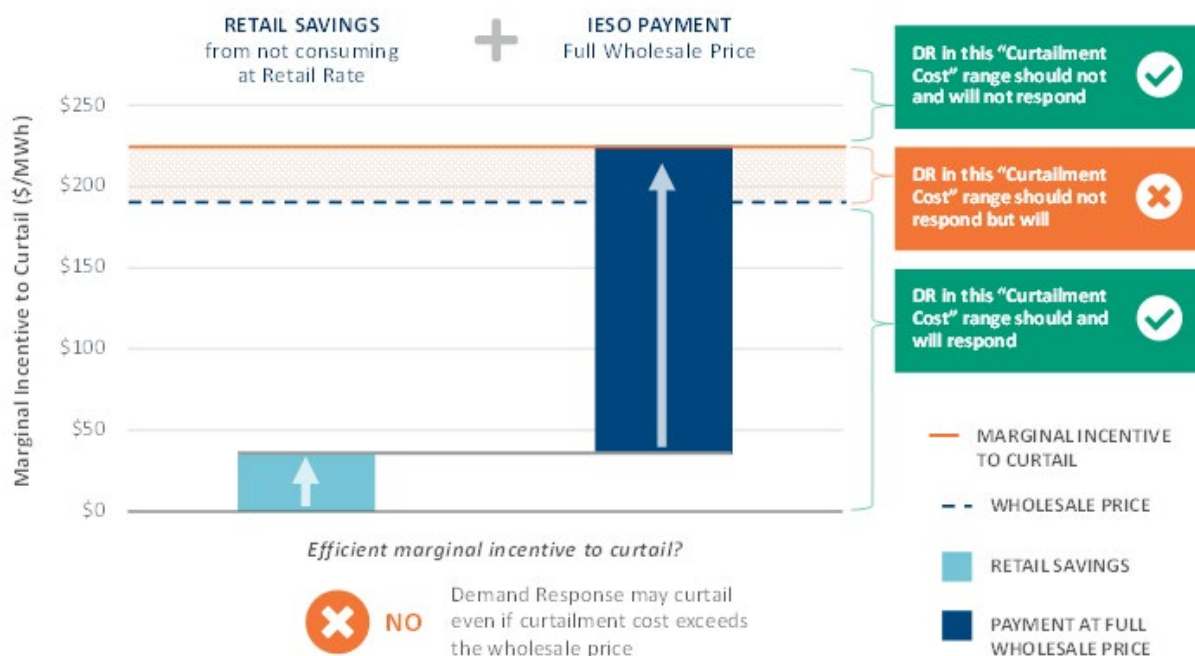 RETAIL SAVINGS
from not consuming
at Retail Rate
IESO PAYMENT
Full Wholesale Price
DR in this “Curtailment
Cost” range should not
and will not respond
DR in this “Curtailment
Cost” range should not
respond but will
DR in this “Curtailment
Cost” range should and
will respond
Marginal Incentive to Curtail ($/MWh)
$250
$200
$150
$100
$50
$0
Efficient marginal incentive to curtail?
NO
Demand Response may curtail
even if curtailment cost exceeds
the wholesale price
MARGINAL INCENTIVE
TO CURTAIL
WHOLESALE PRICE
RETAIL SAVINGS
PAYMENT AT FULL
WHOLESALE PRICE